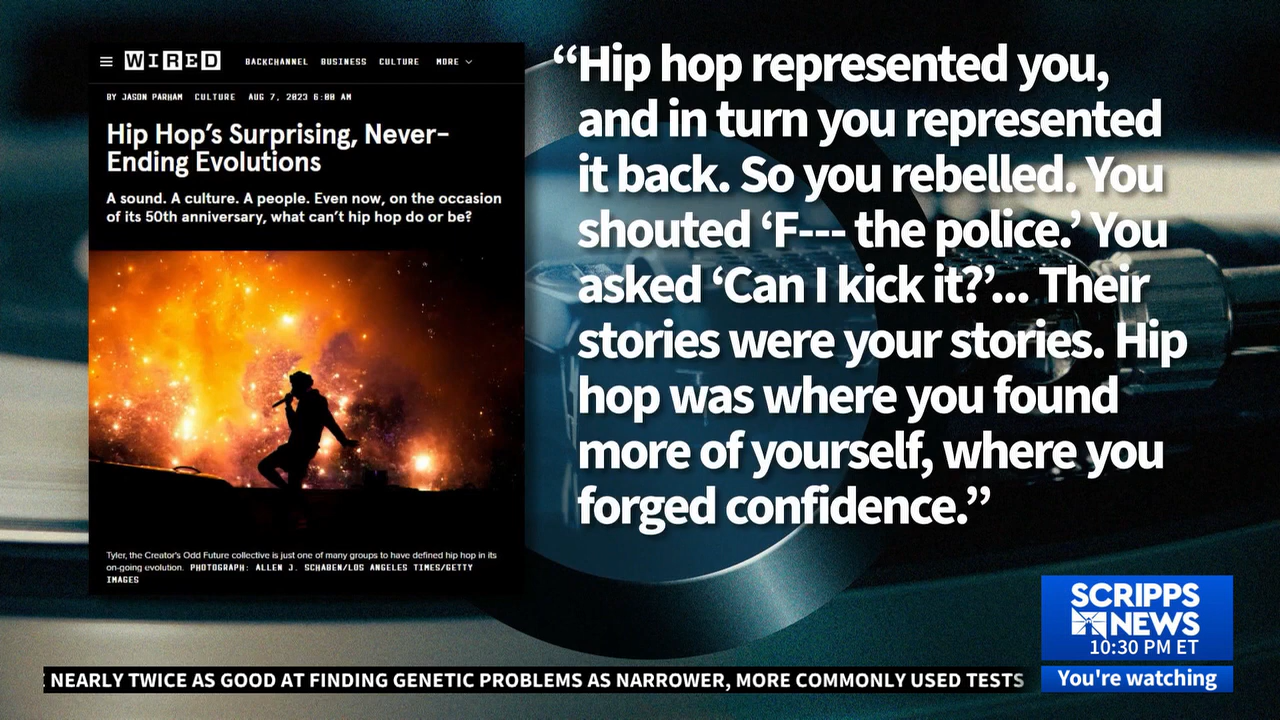 WIRED BACKCHANNEL BUSINESS CULTURE MORE
BY JASON PARHAM CULTURE AUG 7, 2023 6:00 AM
Hip Hop’s Surprising, Never-
Ending Evolutions
A sound. A culture. A people. Even now, on the occasion
of its 50th anniversary, what can’t hip hop do or be?
Tyler, the Creator's Odd Future collective is just one of many groups to have defined hip hop in its
on-going evolution. PHOTOGRAPH: ALLEN J. SCHABEN/LOS ANGELES TIMES/GETTY
IMAGES
“Hip hop represented you,
and in turn you represented
it back. So you rebelled. You
shouted ‘F--- the police.’ You
asked ‘Can I kick it?’... Their
stories were your stories. Hip
hop was where you found
more of yourself, where you
forged confidence.”
SCRIPPS
NEWS
10:30 PM ET
NEARLY TWICE AS GOOD AT FINDING GENETIC PROBLEMS AS NARROWER, MORE COMMONLY USED TESTS
You're watching